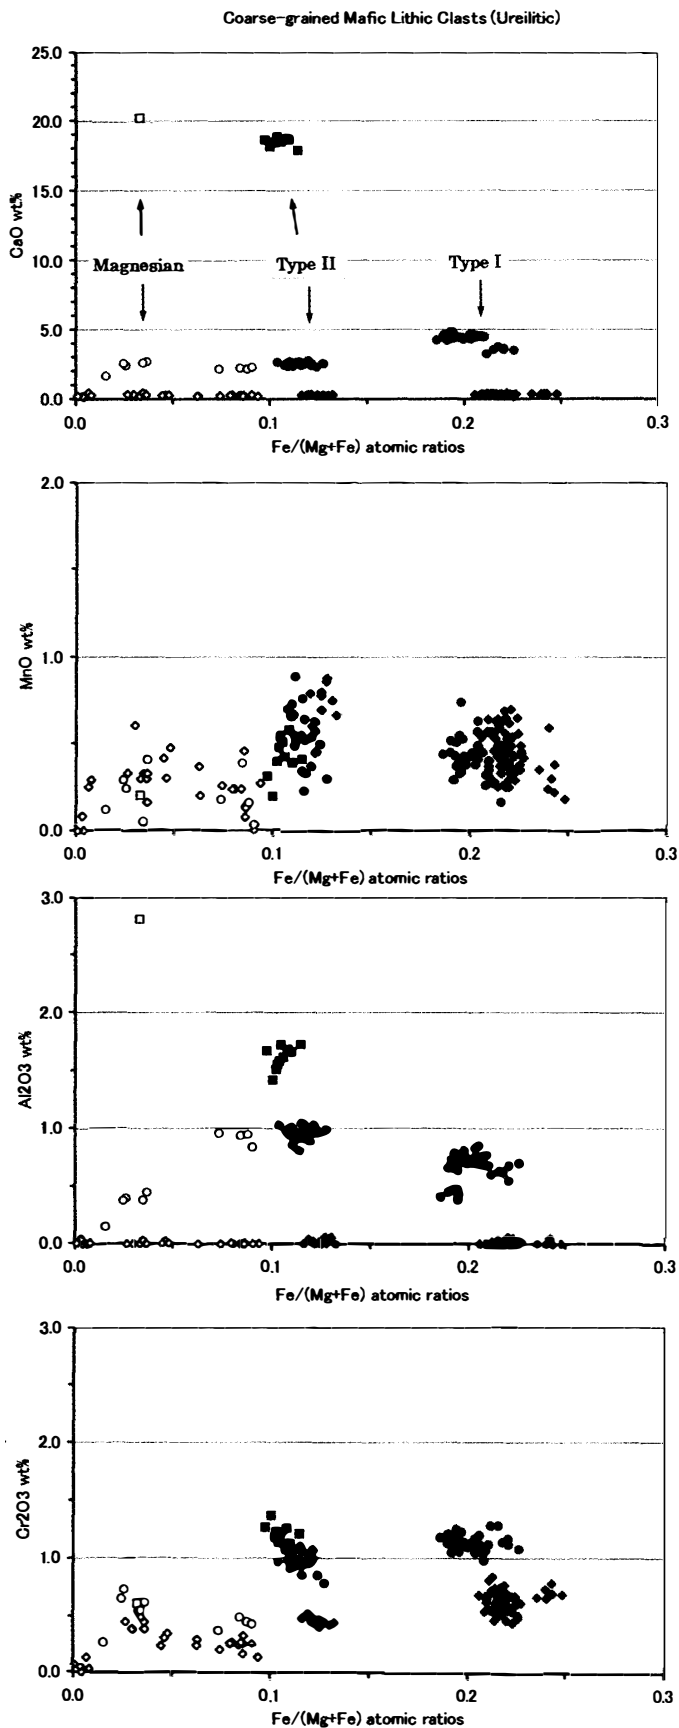 Coarse-grained Mafic Lithic Clasts (Ureilitic)
25.0
20.0
15.0
10.0
5.0
0.0
CaO wt%
Magnesian Type II Type I
0.0 0.1 0.2 0.3
Fe/(Mg+Fe) atomic ratios
2.0
1.0
0.0
MnO wt%
0.0 0.1 0.2 0.3
Fe/(Mg+Fe) atomic ratios
3.0
2.0
1.0
0.0
Al2O3 wt%
0.0 0.1 0.2 0.3
Fe/(Mg+Fe) atomic ratios
3.0
2.0
1.0
0.0
Cr2O3 wt%
0.0 0.1 0.2 0.3
Fe/(Mg+Fe) atomic ratios